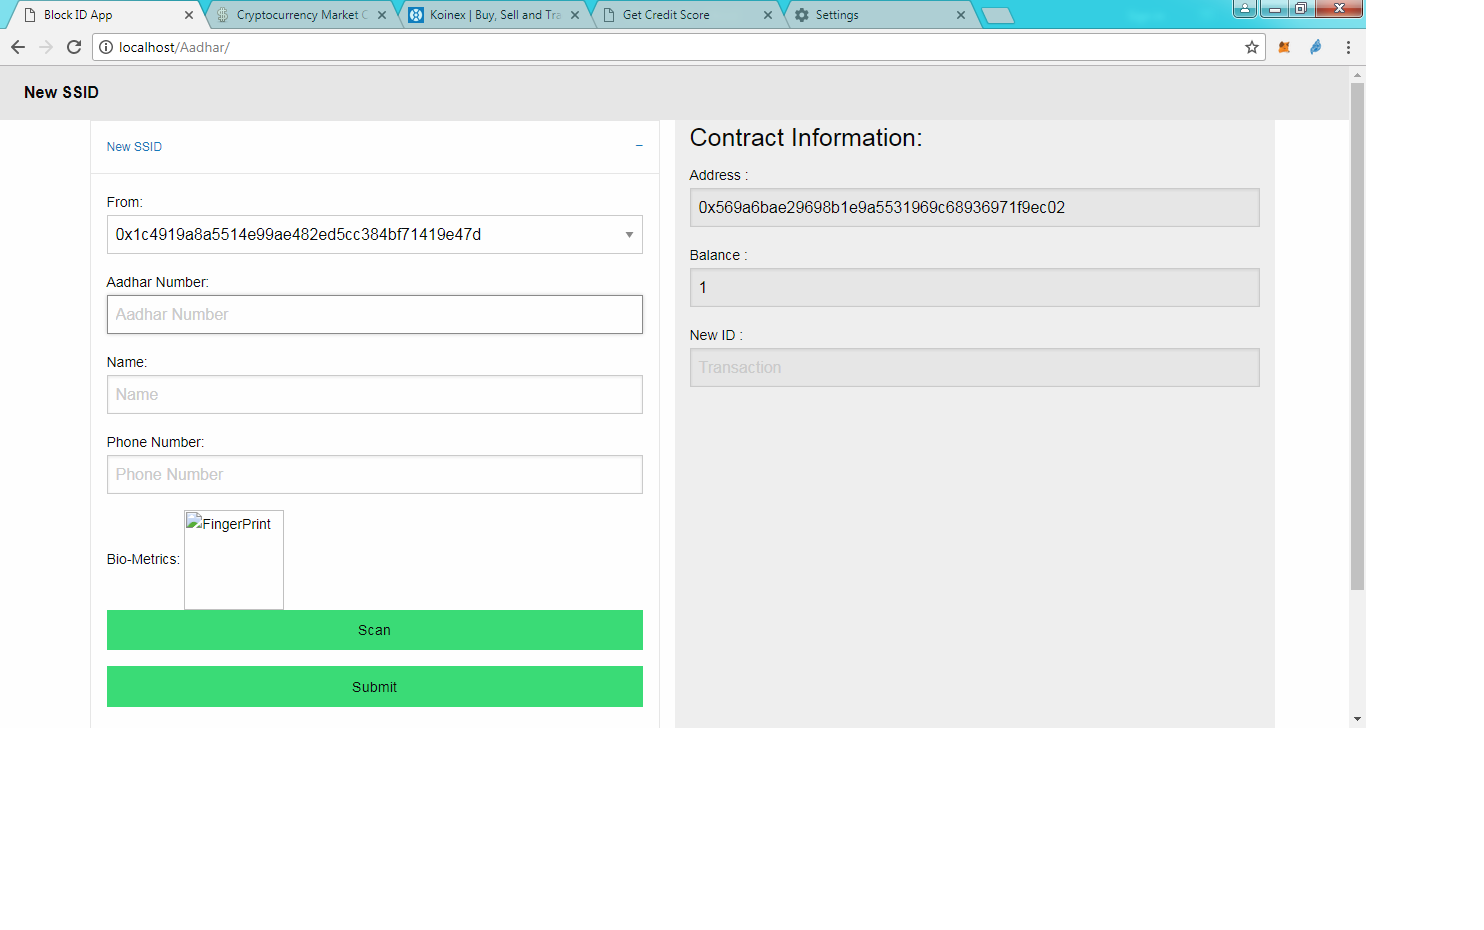 Block ID App
Cryptocurrency Market C
Koinex | Buy, Sell and Tra
Get Credit Score
Settings
localhost/Aadhar/
New SSID
New SSID
From:
0x1c4919a8a5514e99ae482ed5cc384bf71419e47d
Aadhar Number:
Aadhar Number
Name:
Name
Phone Number:
Phone Number
Bio-Metrics:
FingerPrint
Scan
Submit
Contract Information:
Address :
0x569a6bae29698b1e9a5531969c68936971f9ec02
Balance :
1
New ID :
Transaction